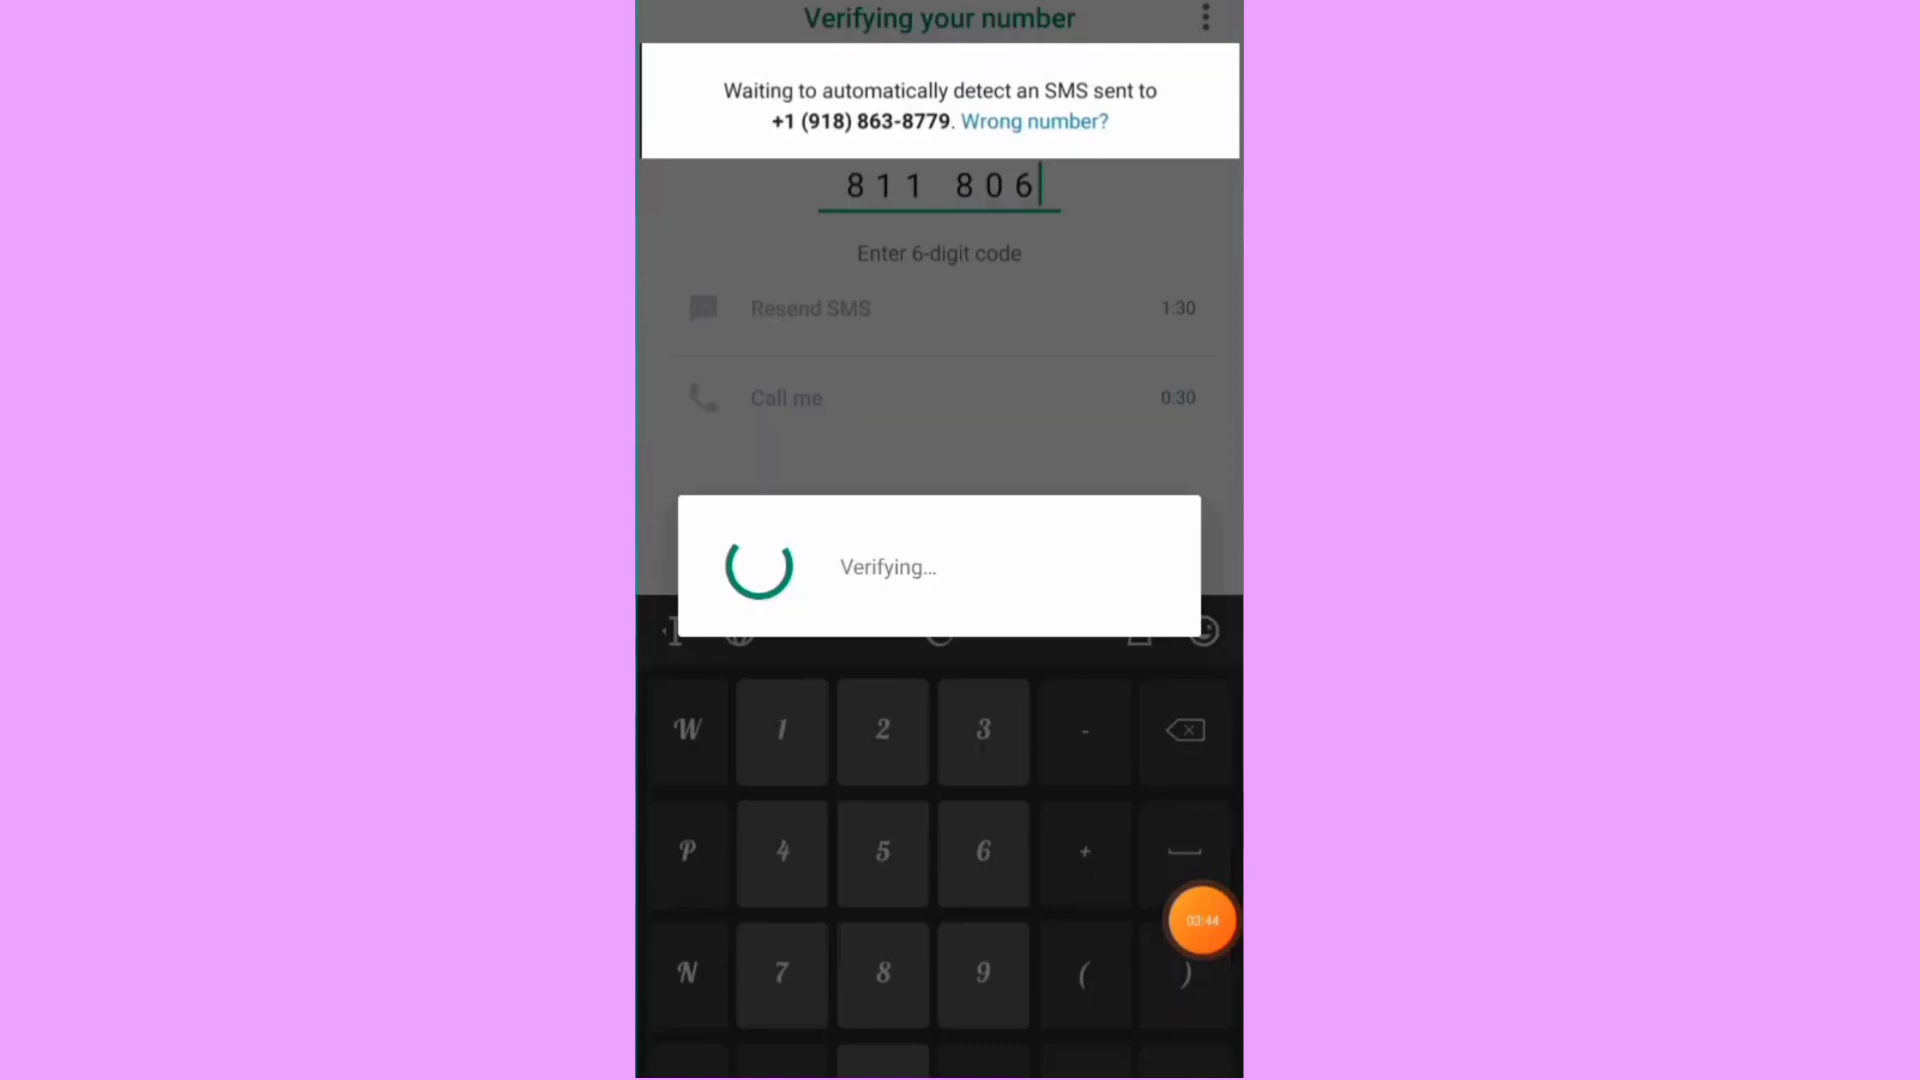 Verifying your number
Waiting to automatically detect an SMS sent to
+1 (918) 863-8779. Wrong number?
811 806
Enter 6-digit code
Resend SMS 1:30
Call me 0:30
Verifying...
W 1 2 3 -
P 4 5 6 +
03:44
N 7 8 9 ( )